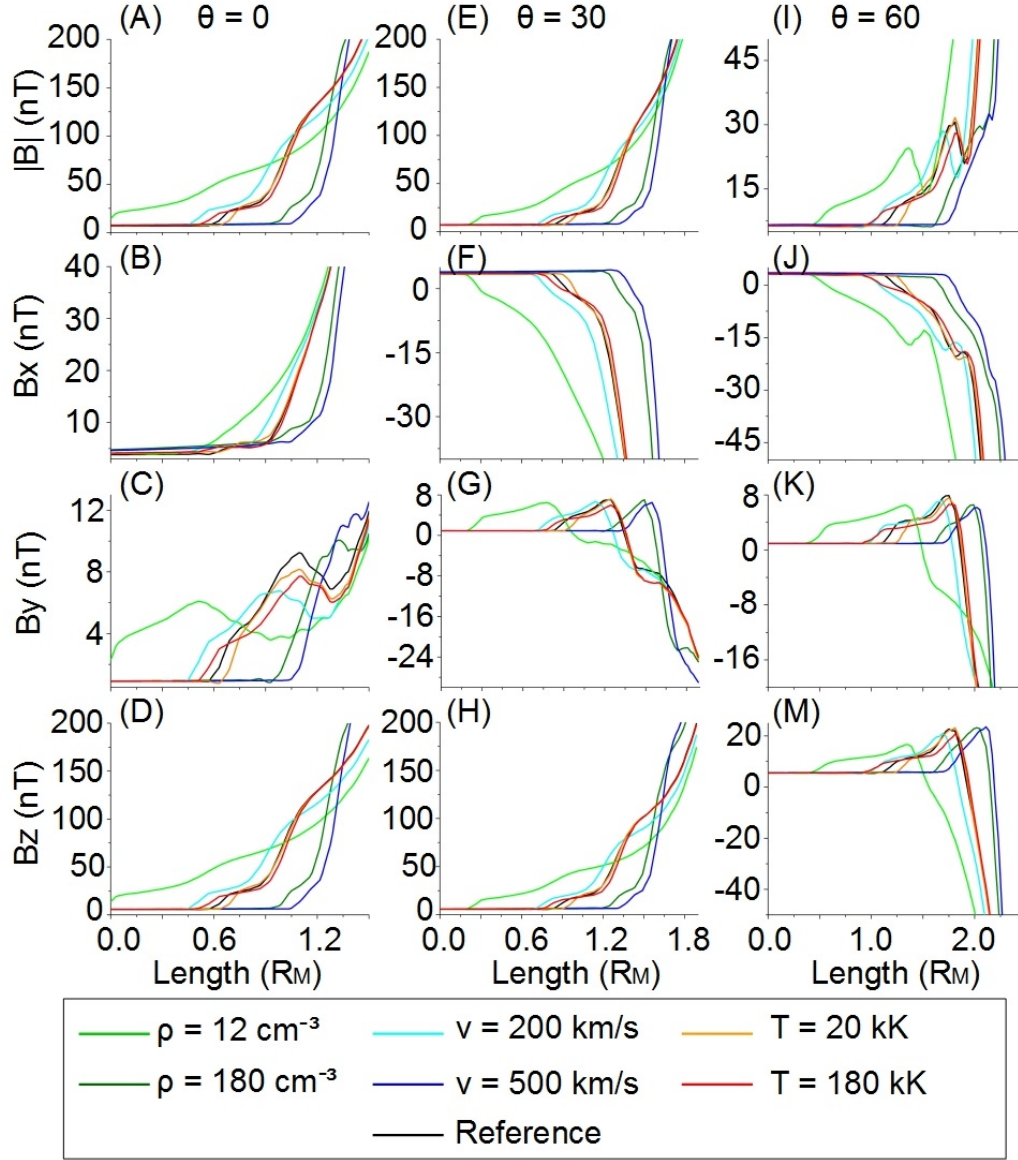 (A) θ = 0 (E) θ = 30 (I) θ = 60
200 200 45
150 150
100 100 30
50 50 15
0 0
|B| (nT)
(B) (F) (J)
40 0 0
30 -15 -15
20 -30 -30
10 -45
Bx (nT)
(C) (G) (K)
12 8 8
8 0 0
4 -8 -8
-16 -16
-24
By (nT)
(D) (H) (M)
200 200 20
150 150 0
100 100 -20
50 50 -40
0 0
Bz (nT)
0.0 0.6 1.2 0.0 0.6 1.2 1.8 0.0 1.0 2.0
Length (RM) Length (RM) Length (RM)
ρ = 12 cm⁻³ v = 200 km/s T = 20 kK
ρ = 180 cm⁻³ v = 500 km/s T = 180 kK
Reference